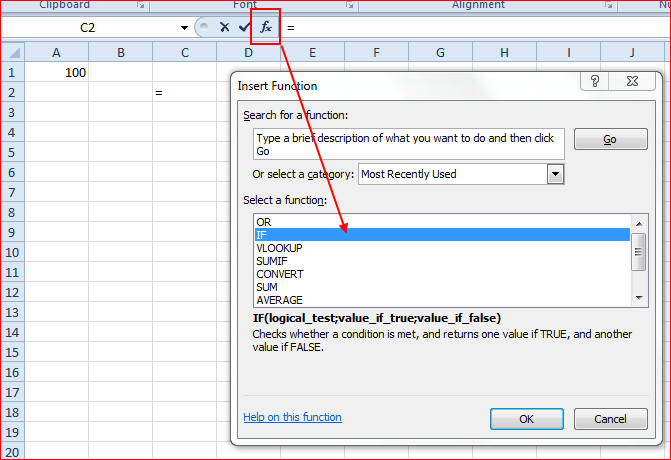 Clipboard Font Alignment
C2 fx =
A B C D E F G H I J
1 100
2 =
3
4
5
6
7
8
9
10
11
12
13
14
15
16
17
18
19
20
Insert Function
Search for a function:
Type a brief description of what you want to do and then click
Go
Go
Or select a category: Most Recently Used
Select a function:
OR
IF
VLOOKUP
SUMIF
CONVERT
SUM
AVERAGE
IF(logical_test;value_if_true;value_if_false)
Checks whether a condition is met, and returns one value if TRUE, and another
value if FALSE.
Help on this function
OK Cancel